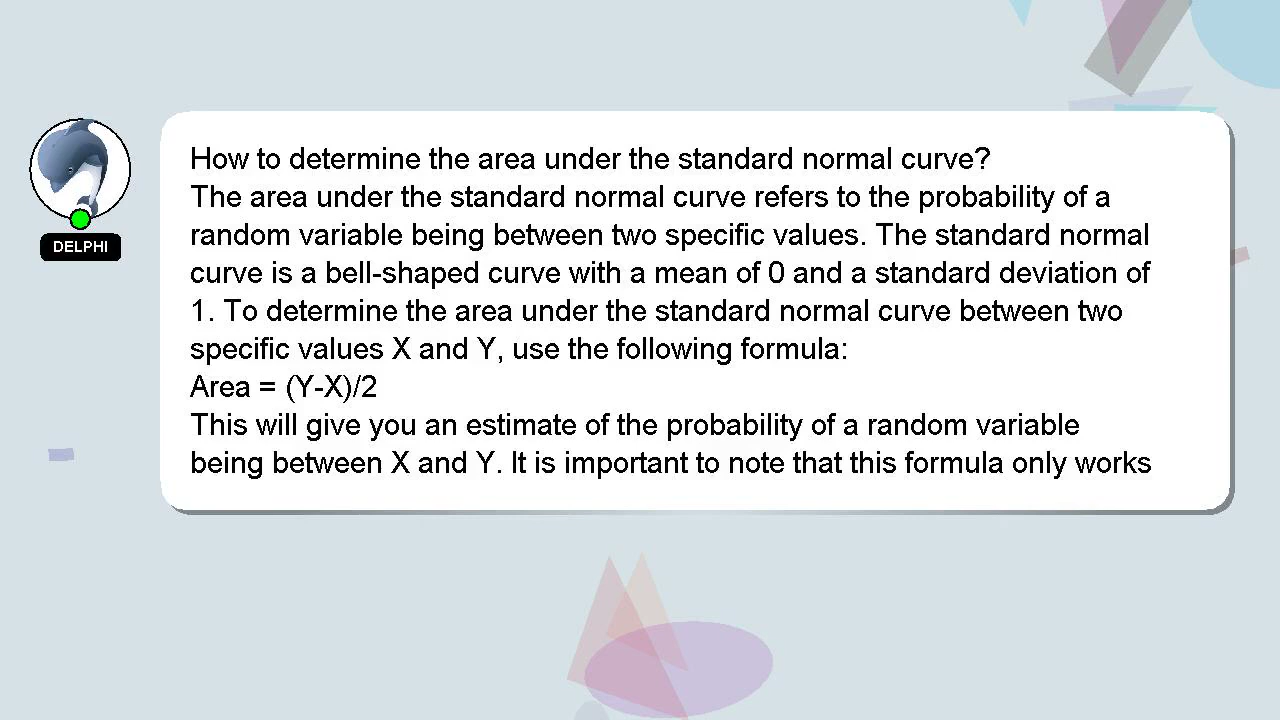 How to determine the area under the standard normal curve?
The area under the standard normal curve refers to the probability of a
random variable being between two specific values. The standard normal
curve is a bell-shaped curve with a mean of 0 and a standard deviation of
1. To determine the area under the standard normal curve between two
specific values X and Y, use the following formula:
Area = (Y-X)/2
This will give you an estimate of the probability of a random variable
being between X and Y. It is important to note that this formula only works
DELPHI